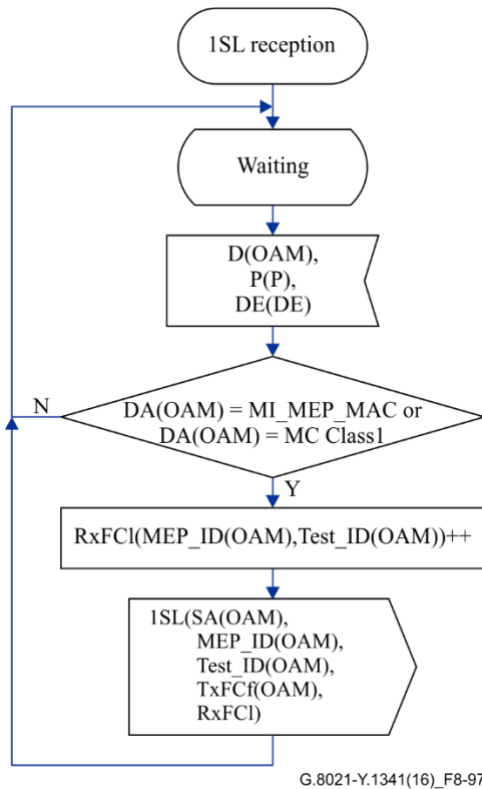 1SL reception
Waiting
D(OAM),
P(P),
DE(DE)
N
DA(OAM) = MI_MEP_MAC or
DA(OAM) = MC Class1
Y
RxFCl(MEP_ID(OAM),Test_ID(OAM))++
1SL(SA(OAM),
MEP_ID(OAM),
Test_ID(OAM),
TxFCf(OAM),
RxFCl)
G.8021-Y.1341(16)_F8-97